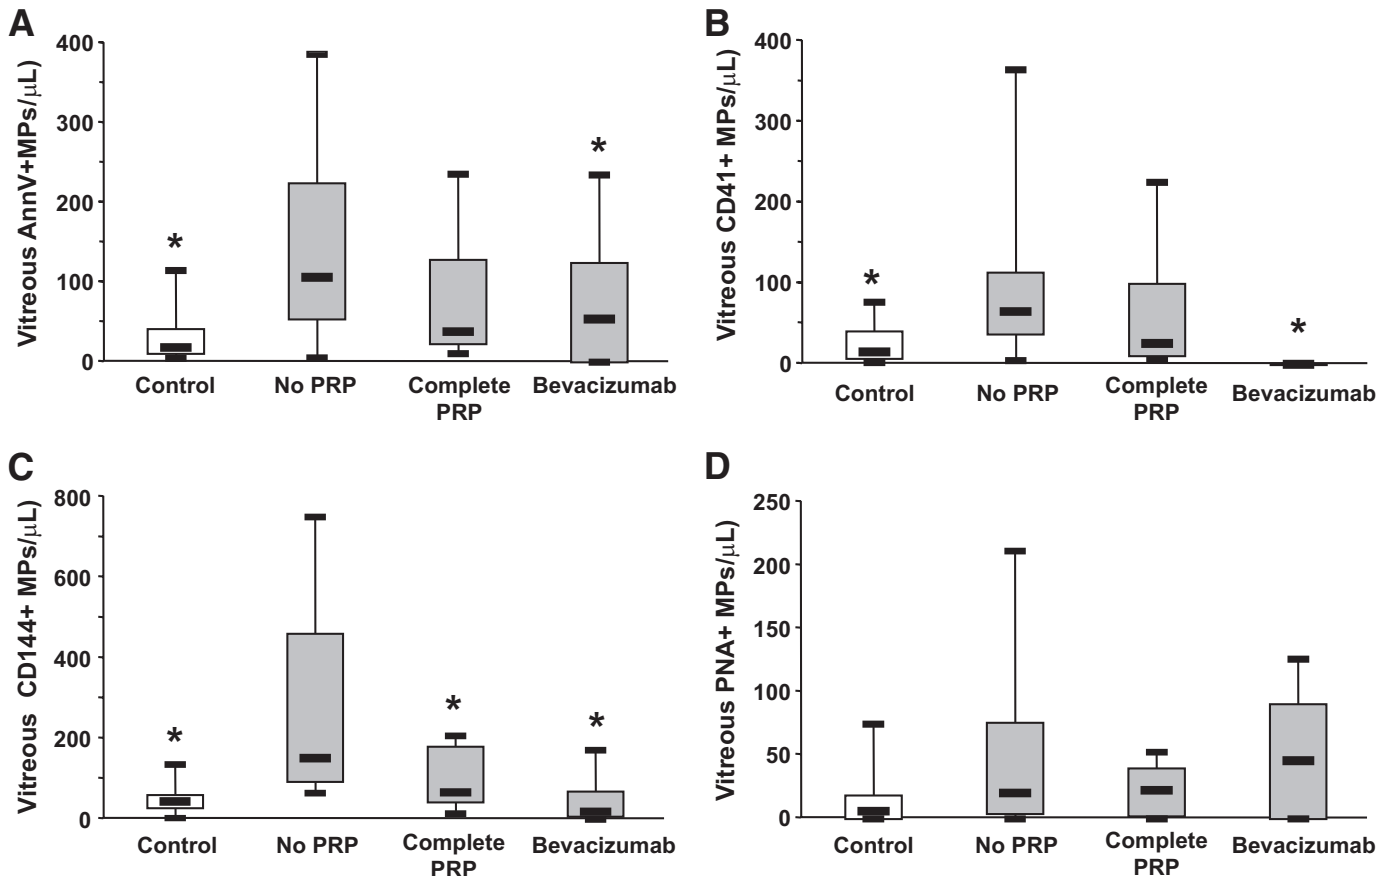 A
Vitreous AnnV+MPs/μL)
400
300
200
100
0
*
*
Control
No PRP
Complete
PRP
Bevacizumab
B
Vitreous CD41+ MPs/μL)
400
300
200
100
0
*
*
Control
No PRP
Complete
PRP
Bevacizumab
C
Vitreous CD144+ MPs/μL)
800
600
400
200
0
*
*
*
Control
No PRP
Complete
PRP
Bevacizumab
D
Vitreous PNA+ MPs/μL)
250
200
150
100
50
0
Control
No PRP
Complete
PRP
Bevacizumab